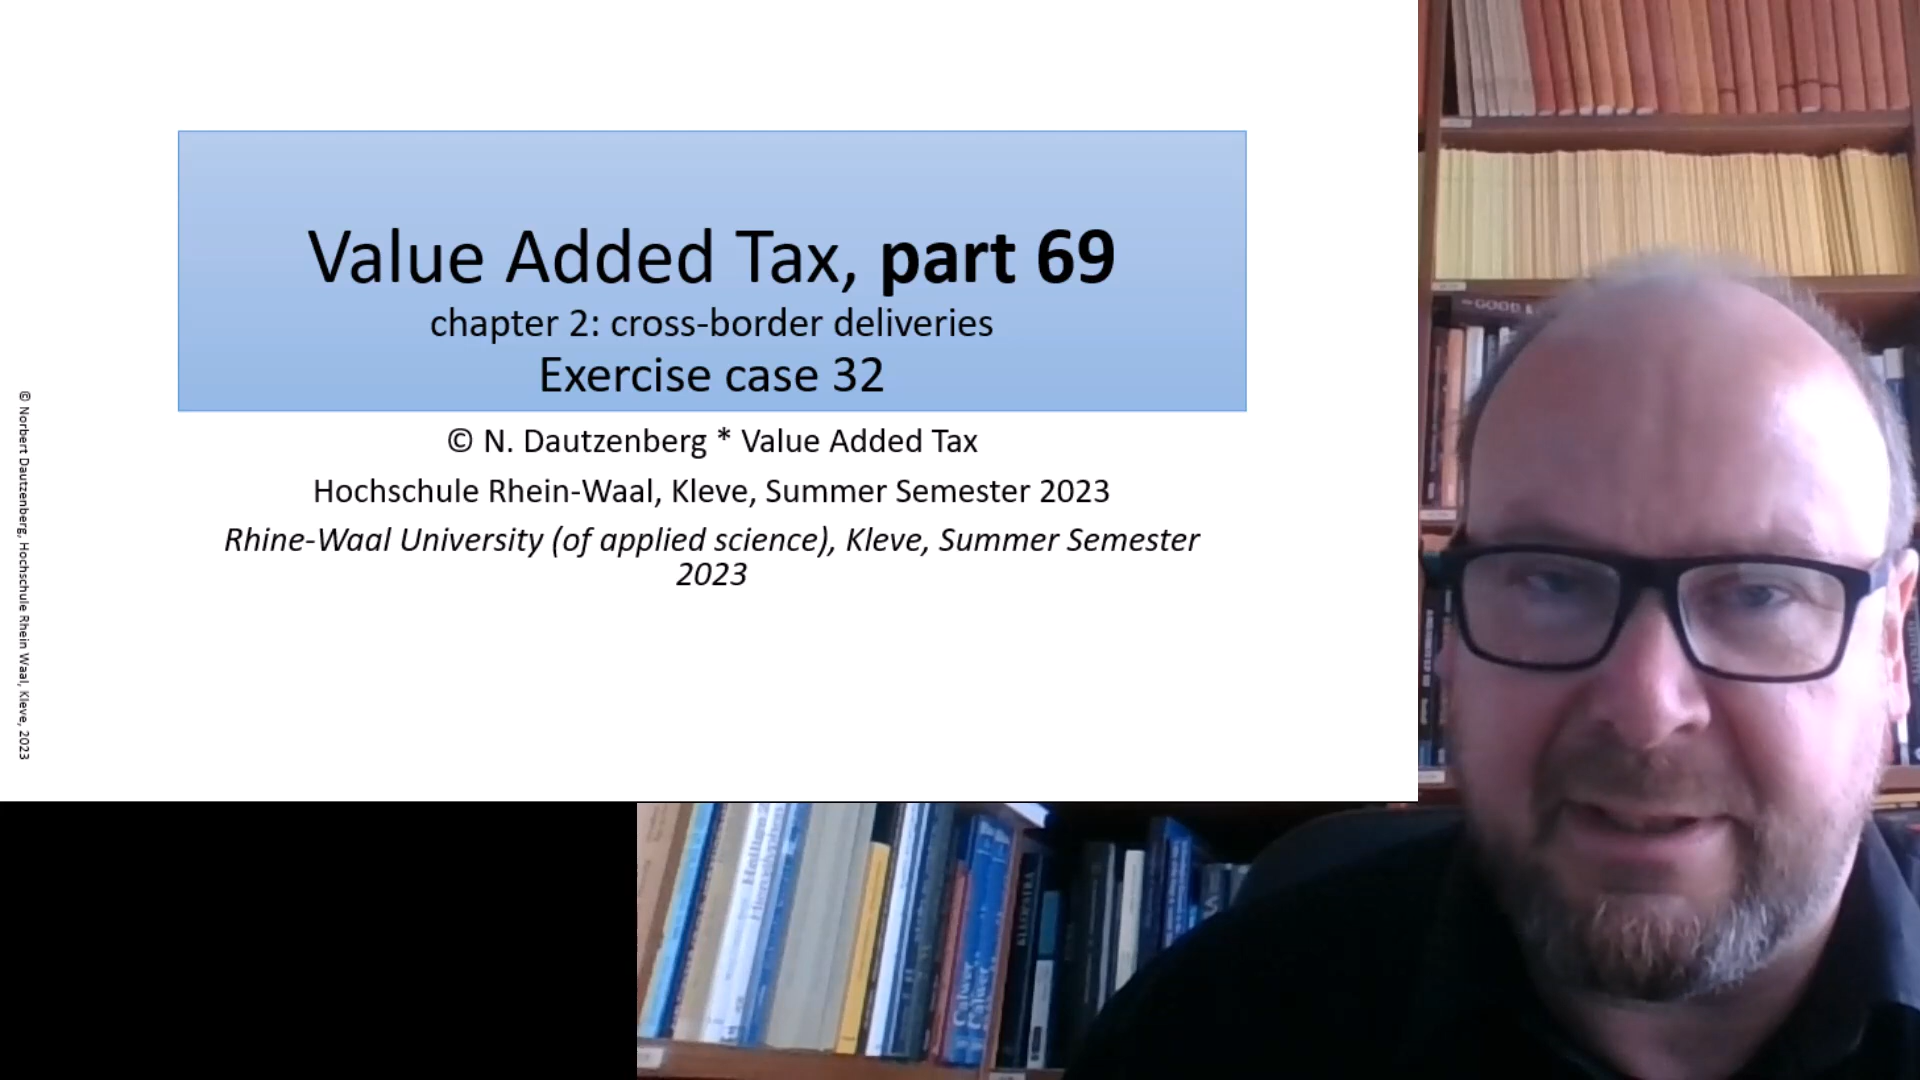 Value Added Tax, part 69
chapter 2: cross-border deliveries
Exercise case 32
© N. Dautzenberg * Value Added Tax
Hochschule Rhein-Waal, Kleve, Summer Semester 2023
Rhine-Waal University (of applied science), Kleve, Summer Semester
2023
© Norbert Dautzenberg, Hochschule Rhein Waal, Kleve, 2023